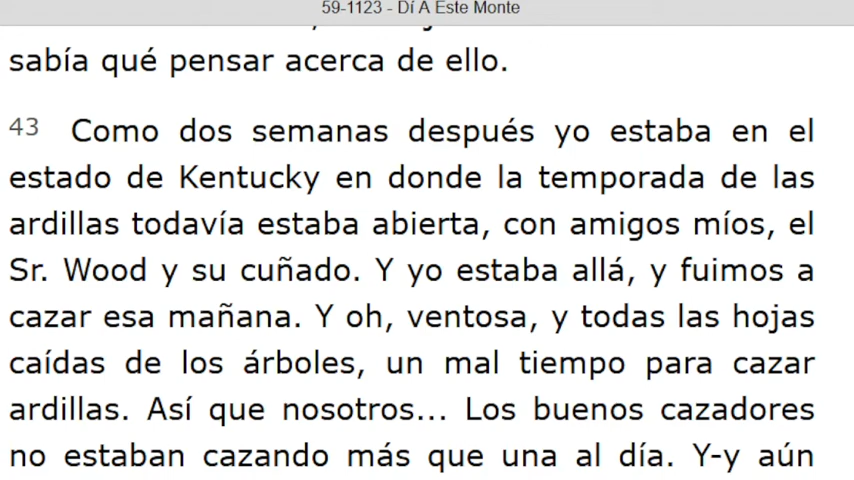 59-1123 - Dí A Este Monte
sabía qué pensar acerca de ello.
43 Como dos semanas después yo estaba en el
estado de Kentucky en donde la temporada de las
ardillas todavía estaba abierta, con amigos míos, el
Sr. Wood y su cuñado. Y yo estaba allá, y fuimos a
cazar esa mañana. Y oh, ventosa, y todas las hojas
caídas de los árboles, un mal tiempo para cazar
ardillas. Así que nosotros... Los buenos cazadores
no estaban cazando más que una al día. Y-y aún